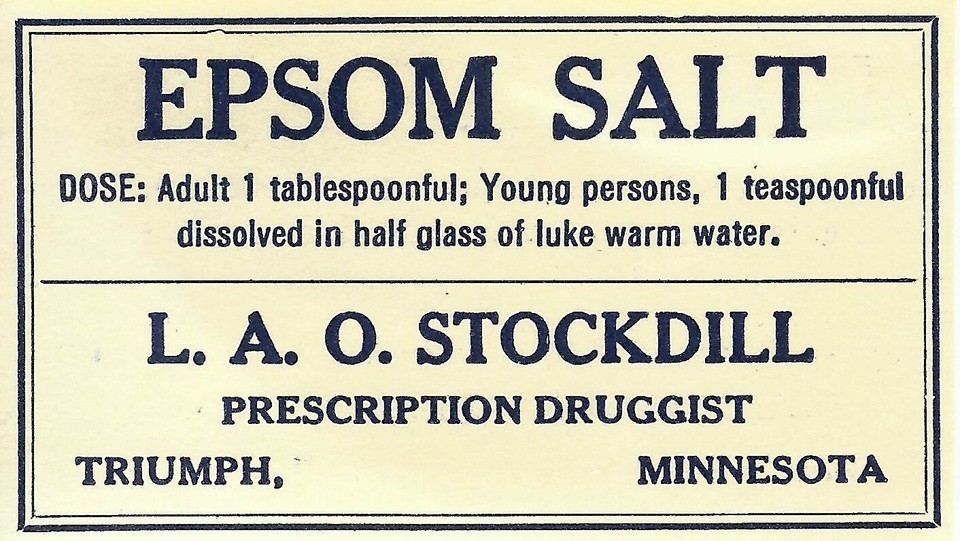 EPSOM SALT
DOSE: Adult 1 tablespoonful; Young persons, 1 teaspoonful
dissolved in half glass of luke warm water.
L. A. O. STOCKDILL
PRESCRIPTION DRUGGIST
TRIUMPH, MINNESOTA